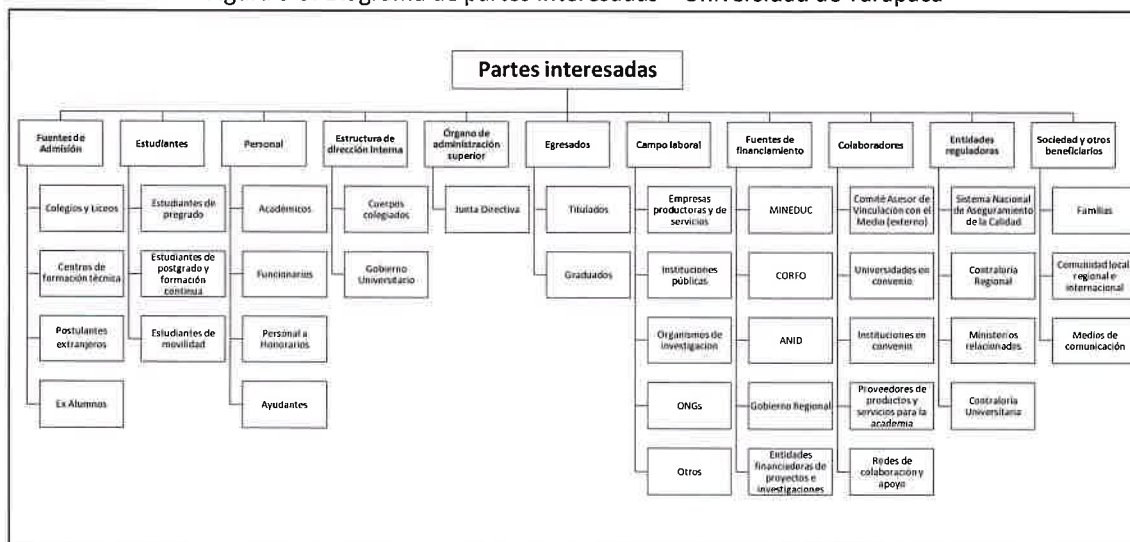 Partes interesadas
Fuentes de
Admisión
Estudiantes
Personal
Estructura de
dirección interna
Órgano de
administración
superior
Egresados
Campo laboral
Fuentes de
financiamiento
Colaboradores
Entidades
reguladoras
Sociedad y otros
beneficiarios
Colegios y Liceos
Centros de
formación técnica
Postulantes
extranjeros
Ex Alumnos
Estudiantes de
pregrado
Estudiantes de
postgrado y
formación
continua
Estudiantes de
movilidad
Académicos
Funcionarios
Personal a
Honorarios
Ayudantes
Cuerpos
colegiados
Gobierno
Universitario
Junta Directiva
Titulados
Graduados
Empresas
productoras y de
servicios
Instituciones
públicas
Organismos de
investigación
ONGs
Otros
MINEDUC
CORFO
ANID
Gobierno Regional
Entidades
financiadoras de
proyectos e
investigaciones
Comité Asesor de
Vinculación con el
Medio (externo)
Universidades en
convenio
Instituciones en
convenio
Proveedores de
productos y
servicios para la
academia
Redes de
colaboración y
apoyo
Sistema Nacional
de Aseguramiento
de la Calidad
Contraloría
Regional
Ministerios
relacionados
Contraloría
Universitaria
Familias
Comunidad local,
regional e
internacional
Medios de
comunicación